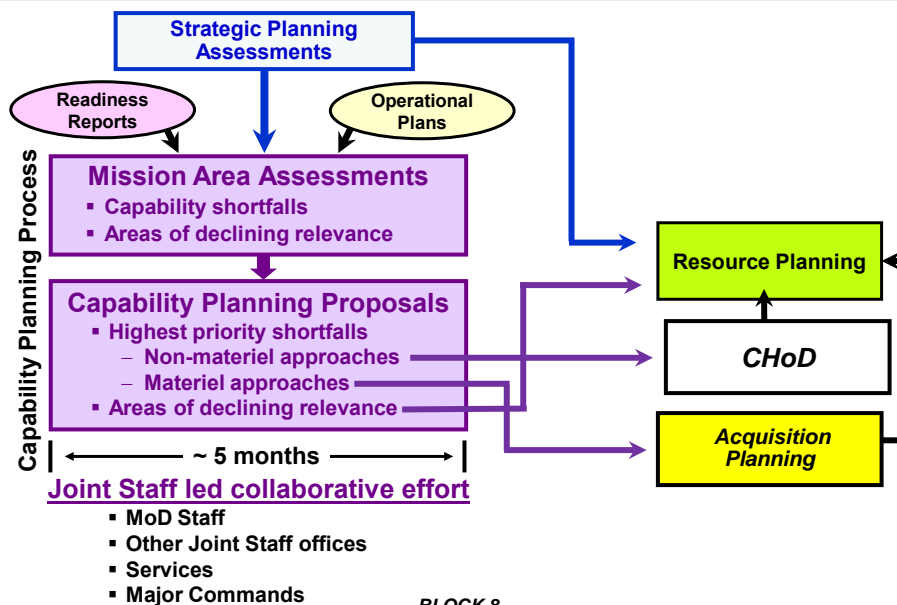 Strategic Planning
Assessments
Readiness
Reports
Operational
Plans
Capability Planning Process
Mission Area Assessments
▪ Capability shortfalls
▪ Areas of declining relevance
Capability Planning Proposals
▪ Highest priority shortfalls
– Non-materiel approaches
– Materiel approaches
▪ Areas of declining relevance
Resource Planning
CHoD
Acquisition
Planning
~ 5 months
Joint Staff led collaborative effort
▪ MoD Staff
▪ Other Joint Staff offices
▪ Services
▪ Major Commands
BLOCK 8